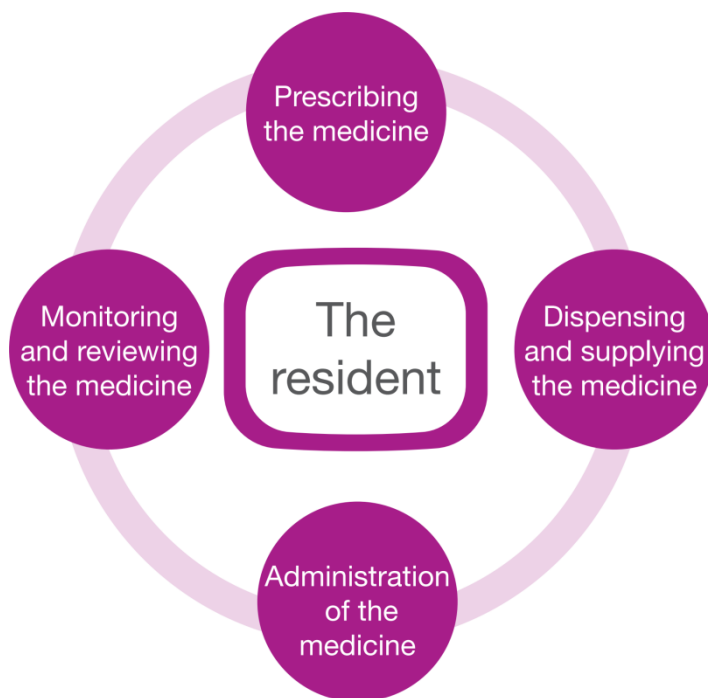 Prescribing
the medicine
Monitoring
and reviewing
the medicine
The
resident
Dispensing
and supplying
the medicine
Administration
of the
medicine